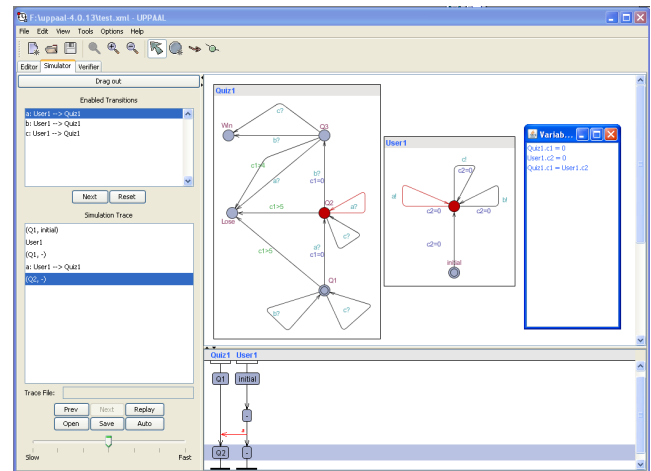 F:\uppaal-4.0.13\test.xml - UPPAAL
File Edit View Tools Options Help
Editor Simulator Verifier
Drag out
Enabled Transitions
a: User1 --> Quiz1
b: User1 --> Quiz1
c: User1 --> Quiz1
Next Reset
Simulation Trace
(Q1, initial)
User1
(Q1, -)
a: User1 --> Quiz1
(Q2, -)
Trace File:
Prev Next Replay
Open Save Auto
Slow Fast
Quiz1
c?
Win
Q3
b?
c1>4
a?
b?
c1=0
Q2
c1>5
a?
Lose
c?
a?
c1>5
c1=0
Q1
b?
c?
User1
c!
c2=0
a!
b!
c2=0
c2=0
c2=0
initial
Variab...
Quiz1.c1 = 0
User1.c2 = 0
Quiz1.c1 = User1.c2
Quiz1 User1
Q1 initial
-
a
Q2 -